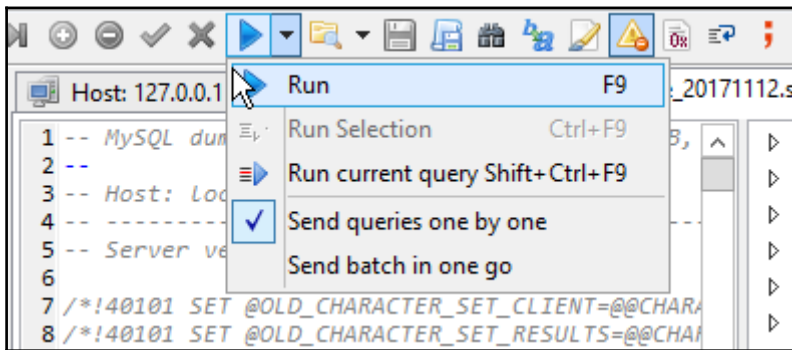 Host: 127.0.0.1
_20171112.s
Run F9
Run Selection Ctrl+F9
Run current query Shift+Ctrl+F9
Send queries one by one
Send batch in one go
1 -- MySQL dum B,
2 --
3 -- Host: Loc
4 -- --
5 -- Server ve
6
7 /*!40101 SET @OLD_CHARACTER_SET_CLIENT=@@CHARA
8 /*!40101 SET @OLD_CHARACTER_SET_RESULTS=@@CHA